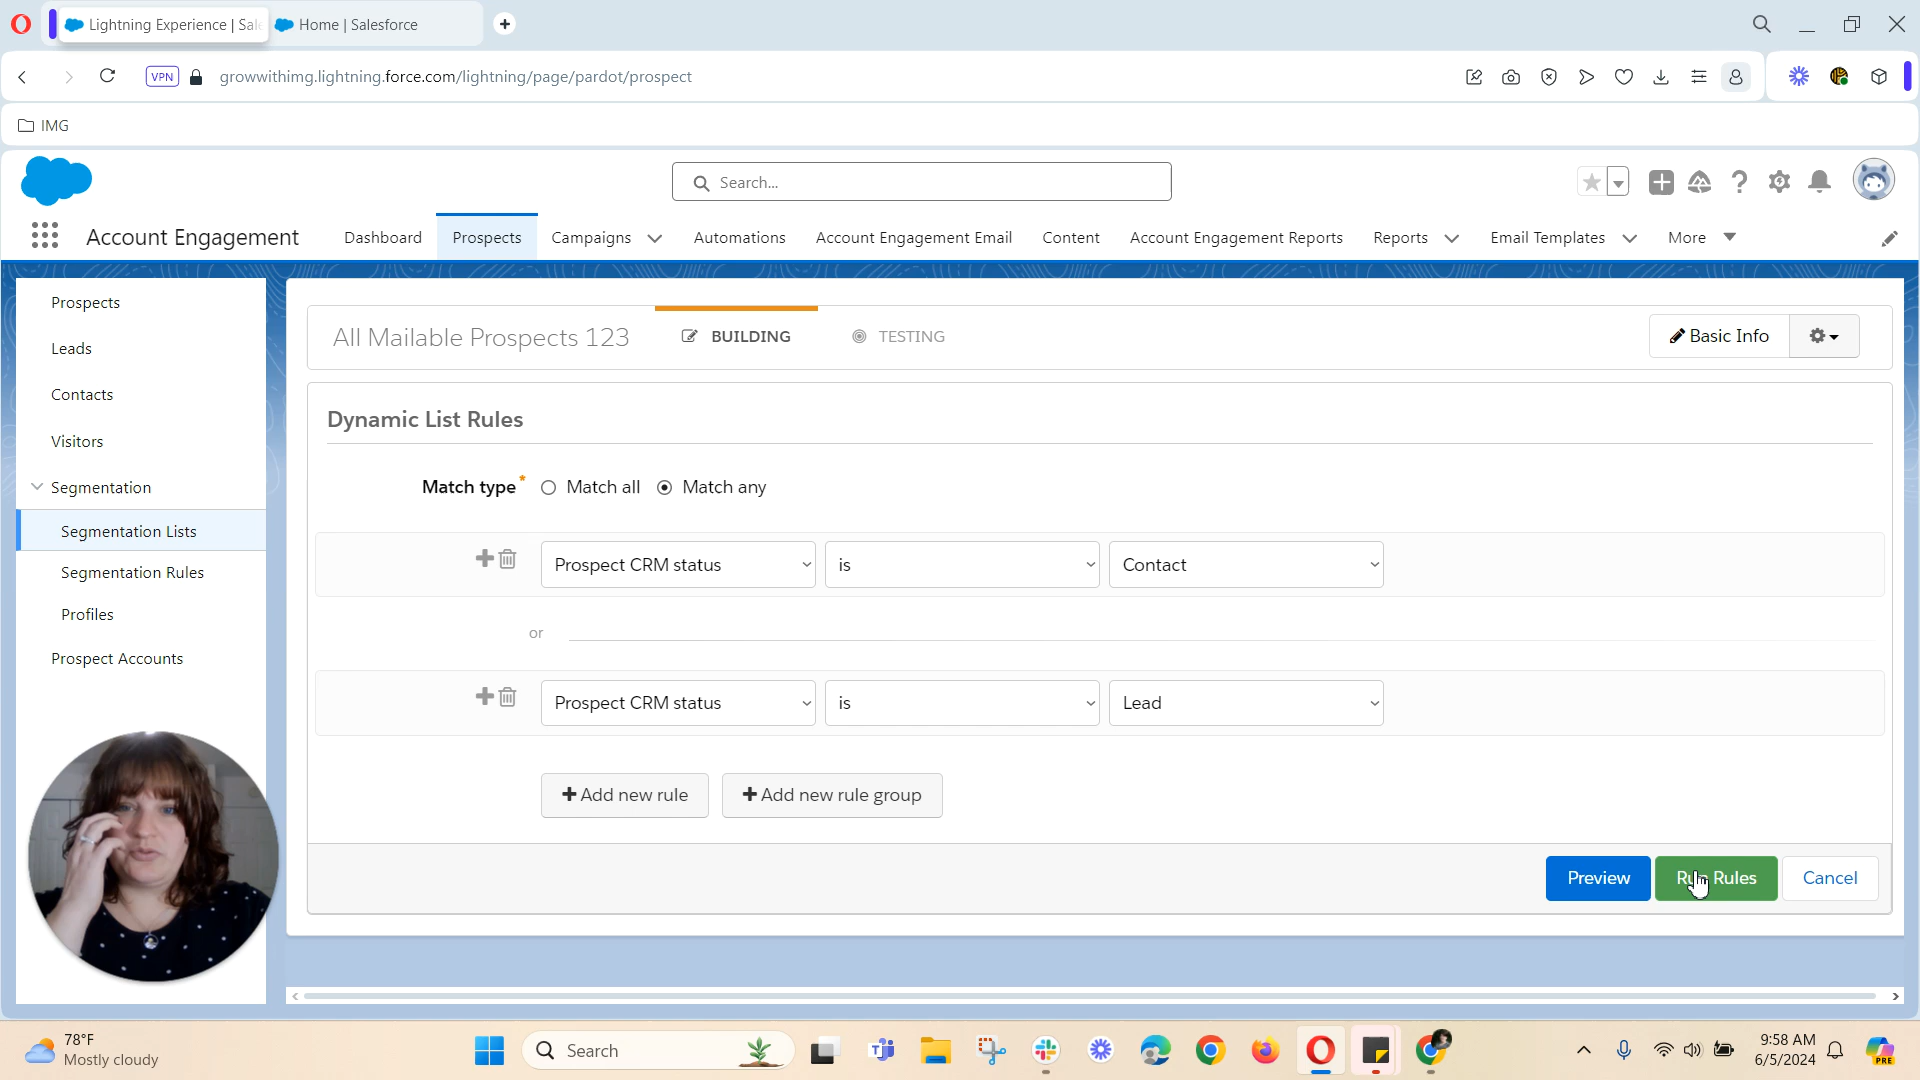 Lightning Experience | Sale
Home | Salesforce
VPN
growwithimg.lightning.force.com/lightning/page/pardot/prospect
IMG
Search...
Account Engagement
Dashboard
Prospects
Campaigns
Automations
Account Engagement Email
Content
Account Engagement Reports
Reports
Email Templates
More
Prospects
Leads
Contacts
Visitors
Segmentation
Segmentation Lists
Segmentation Rules
Profiles
Prospect Accounts
All Mailable Prospects 123
BUILDING
TESTING
Basic Info
Dynamic List Rules
Match type* Match all Match any
Prospect CRM status is Contact
or
Prospect CRM status is Lead
Add new rule
Add new rule group
Preview
Run Rules
Cancel
78°F
Mostly cloudy
Search
9:58 AM
6/5/2024
PRE